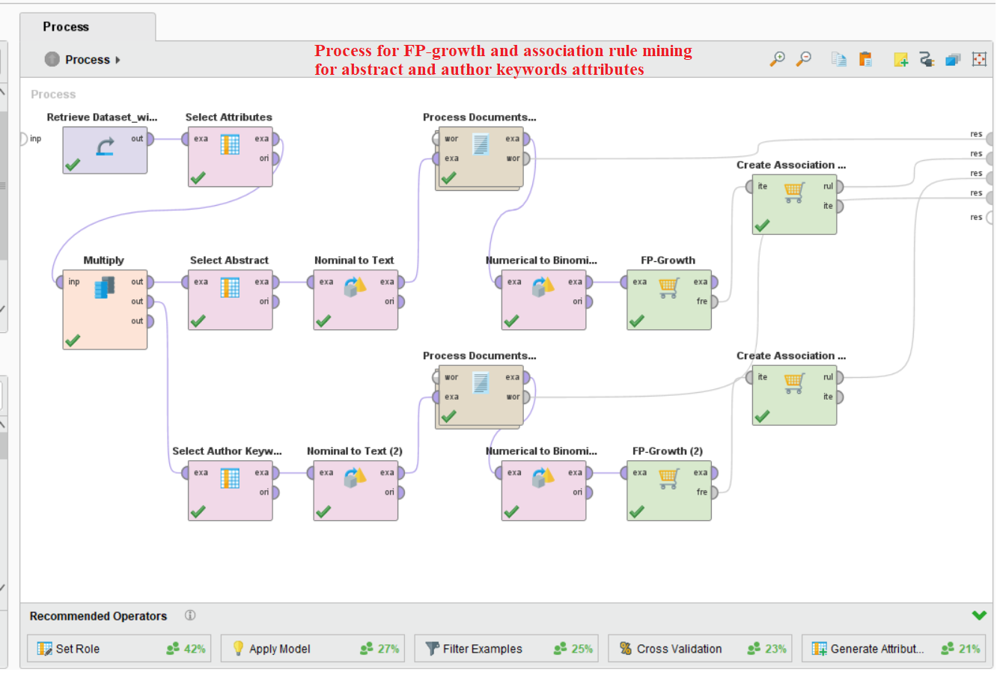 Process
Process
Process for FP-growth and association rule mining
for abstract and author keywords attributes
Process
inp
Retrieve Dataset_wi...
out
Select Attributes
exa exa
ori
Process Documents...
wor exa
exa wor
Create Association ...
ite rul
ite
res
res
res
res
res
Multiply
inp out
out
out
Select Abstract
exa exa
ori
Nominal to Text
exa exa
ori
Numerical to Binomi...
exa exa
ori
FP-Growth
exa exa
fre
Process Documents...
wor exa
exa wor
Create Association ...
ite rul
ite
Select Author Keyw...
exa exa
ori
Nominal to Text (2)
exa exa
ori
Numerical to Binomi...
exa exa
ori
FP-Growth (2)
exa exa
fre
Recommended Operators
Set Role 42%
Apply Model 27%
Filter Examples 25%
Cross Validation 23%
Generate Attribut... 21%